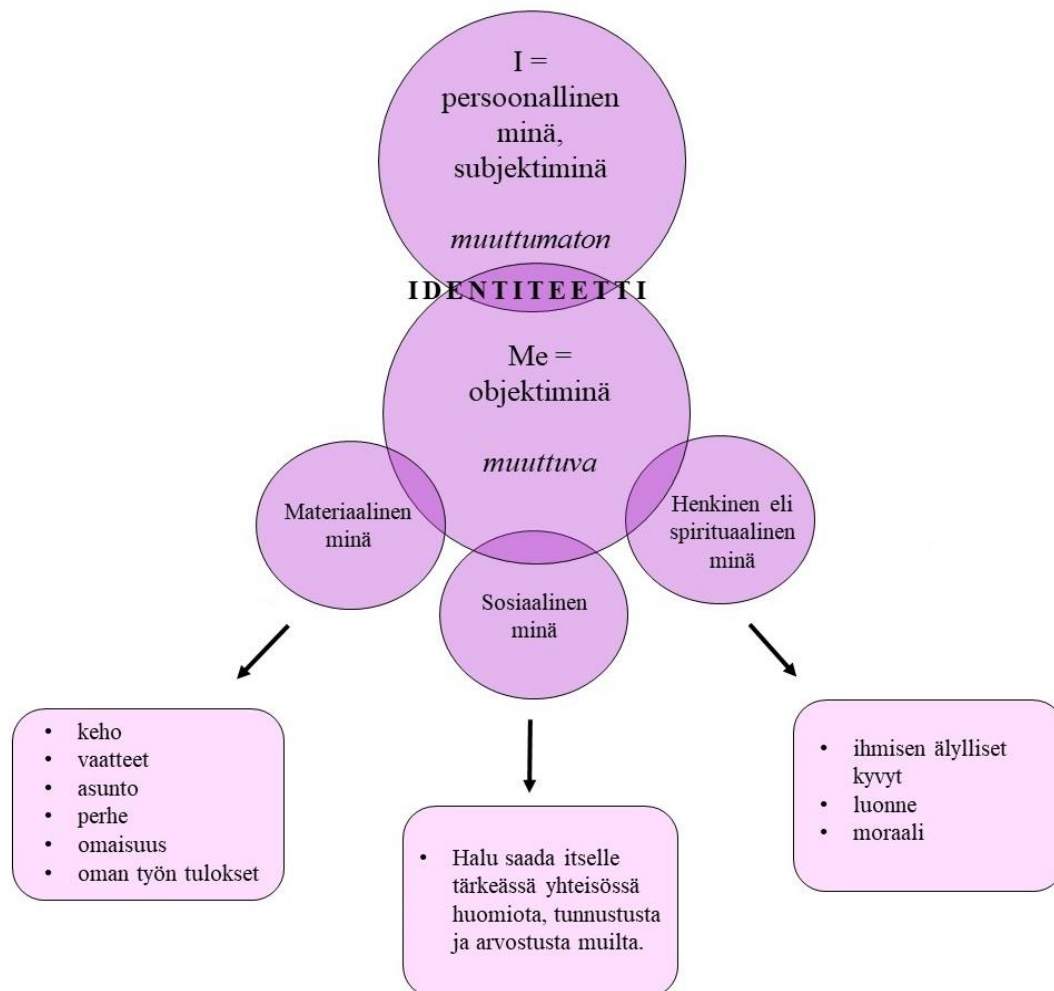 I =
persoonallinen
minä,
subjektiminä
muuttumaton
IDENTITEETTI
Me =
objektiminä
muuttuva
Materiaalinen
minä
Sosiaalinen
minä
Henkinen eli
spirituaalinen
minä
• keho
• vaatteet
• asunto
• perhe
• omaisuus
• oman työn tulokset
• Halu saada itselle
tärkeässä yhteisössä
huomiota, tunnustusta
ja arvostusta muilta.
• ihmisen älylliset
kyvyt
• luonne
• moraali